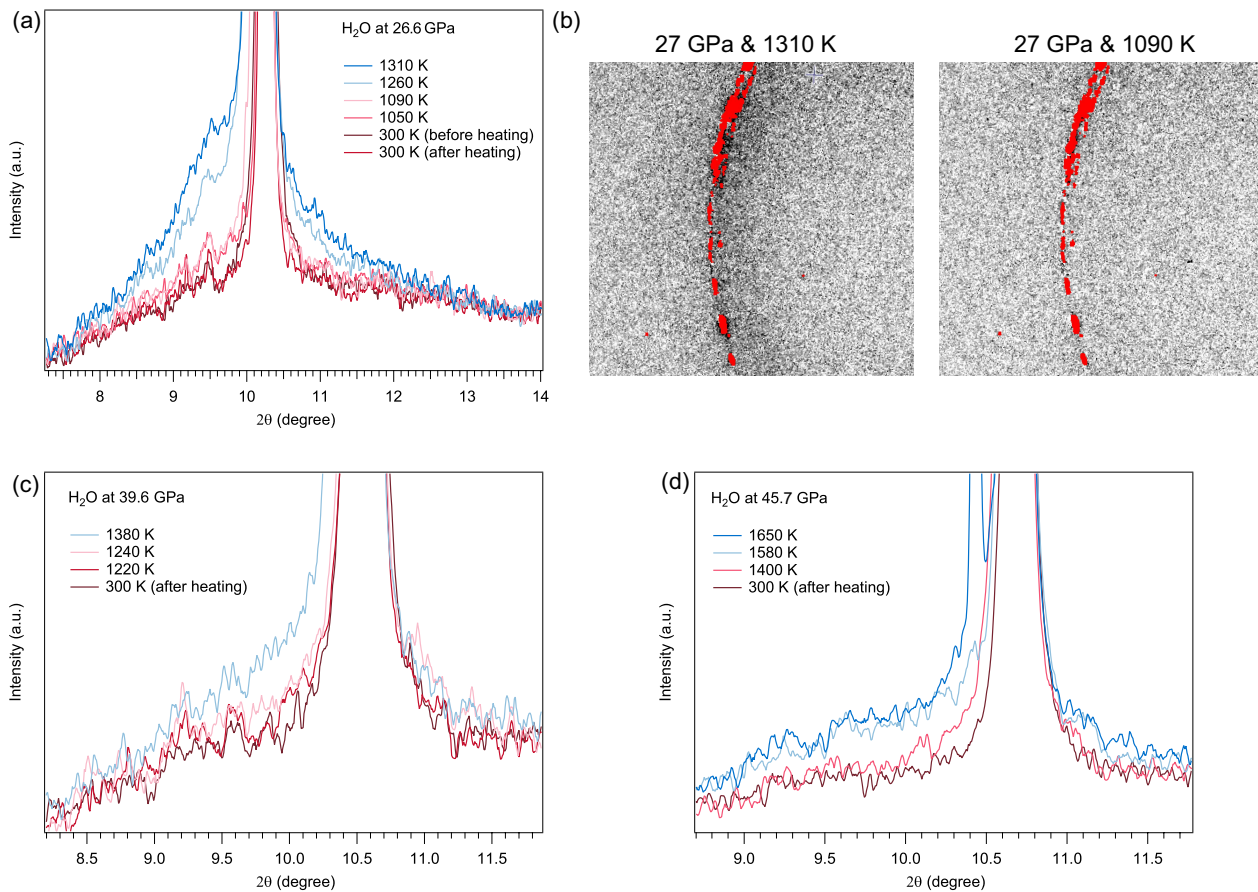 (a)
H₂O at 26.6 GPa
1310 K
1260 K
1090 K
1050 K
300 K (before heating)
300 K (after heating)
Intensity (a.u.)
8 9 10 11 12 13 14
2θ (degree)
(b)
27 GPa & 1310 K
27 GPa & 1090 K
(c)
H₂O at 39.6 GPa
1380 K
1240 K
1220 K
300 K (after heating)
Intensity (a.u.)
8.5 9.0 9.5 10.0 10.5 11.0 11.5
2θ (degree)
(d)
H₂O at 45.7 GPa
1650 K
1580 K
1400 K
300 K (after heating)
Intensity (a.u.)
9.0 9.5 10.0 10.5 11.0 11.5
2θ (degree)